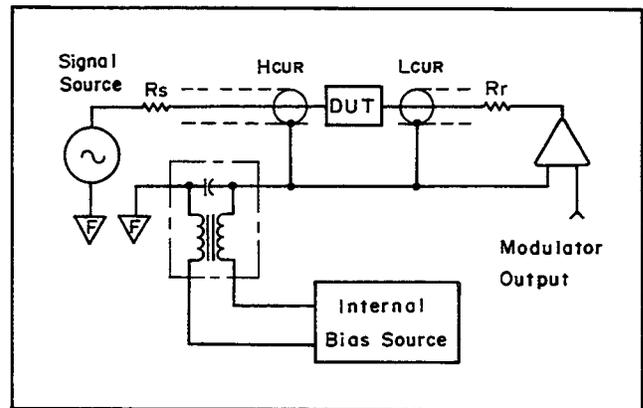 Signal
Source
Rs
HCUR
DUT
LCUR
Rr
F
F
Modulator
Output
Internal
Bias Source